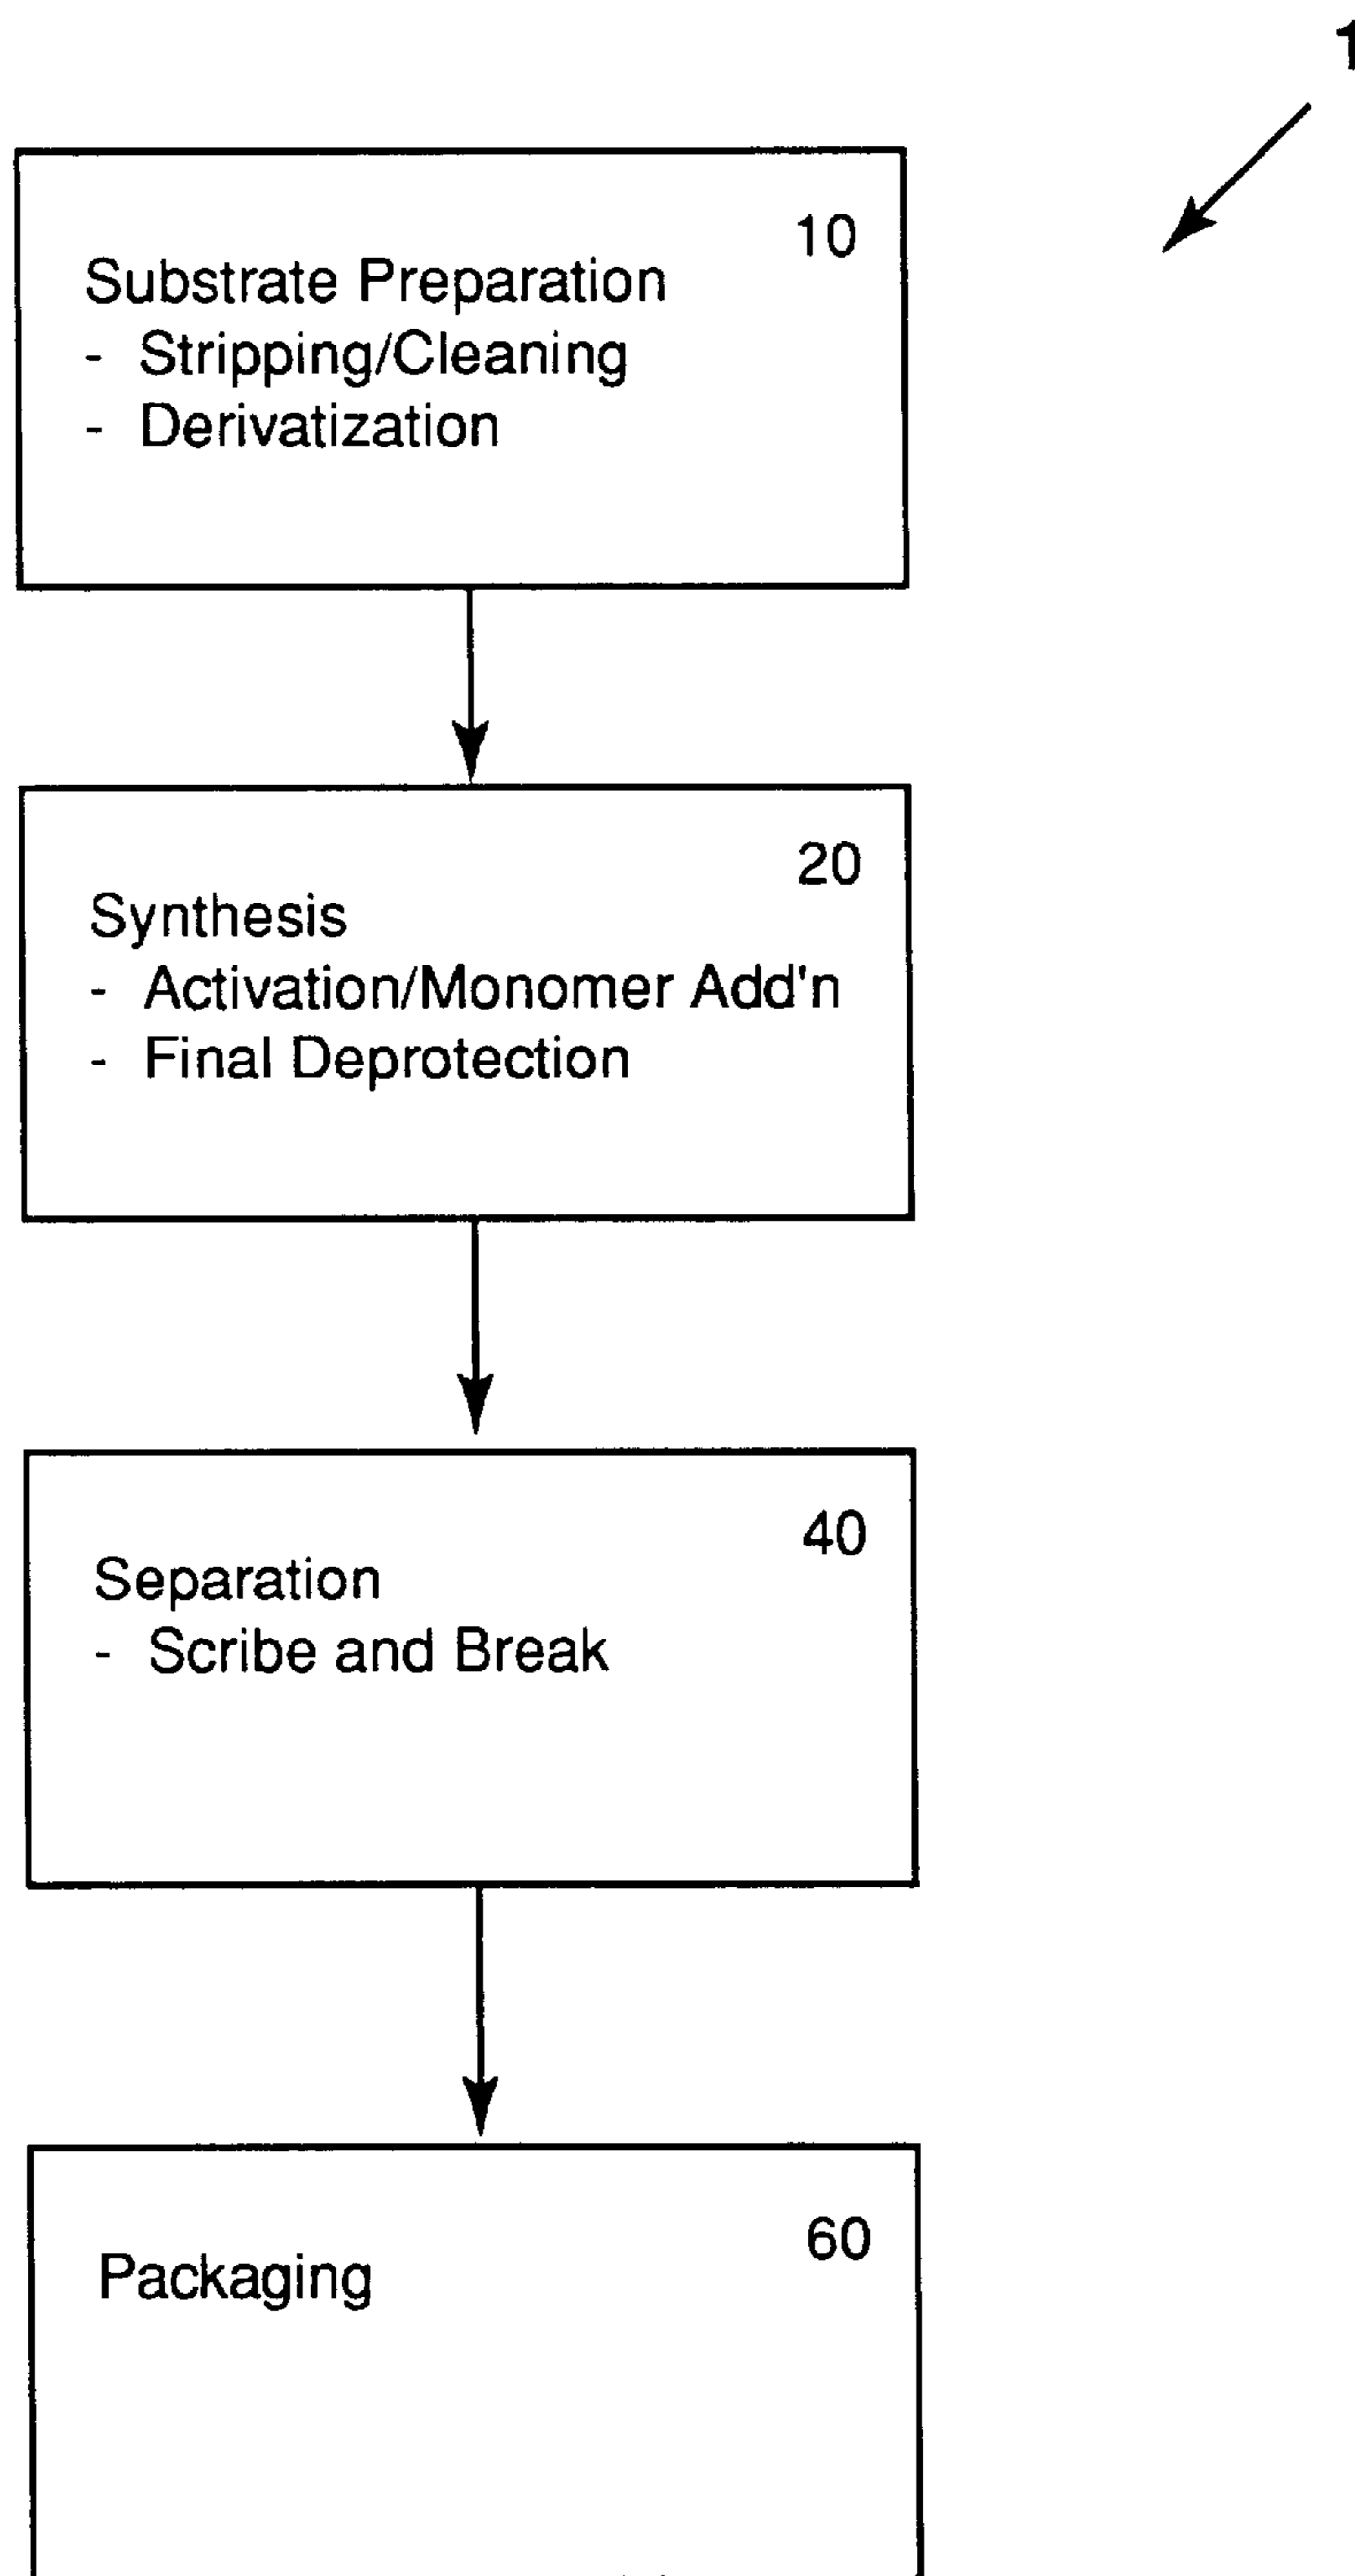 1
10
Substrate Preparation
- Stripping/Cleaning
- Derivatization
20
Synthesis
- Activation/Monomer Add'n
- Final Deprotection
40
Separation
- Scribe and Break
60
Packaging